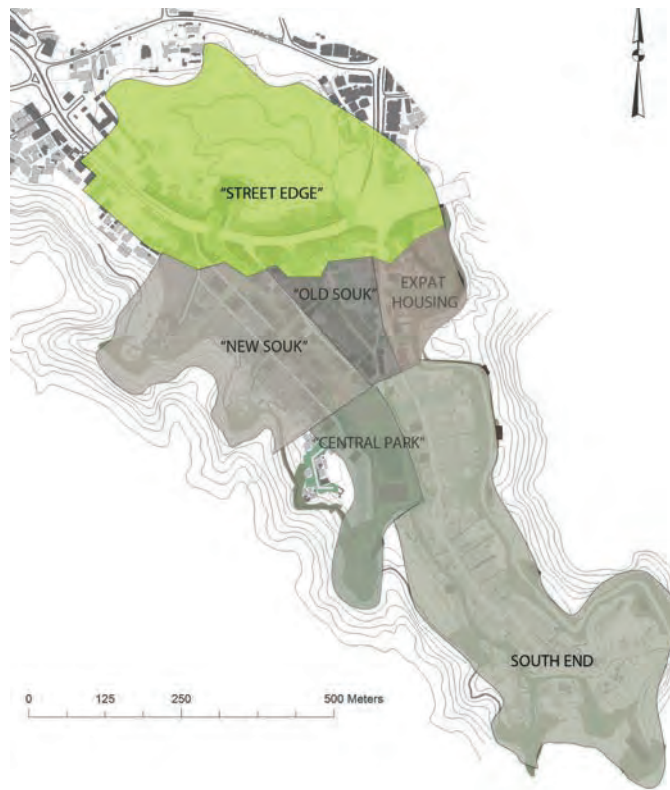 "STREET EDGE"
"OLD SOUK"
EXPAT
HOUSING
"NEW SOUK"
"CENTRAL PARK"
SOUTH END
0 125 250 500 Meters